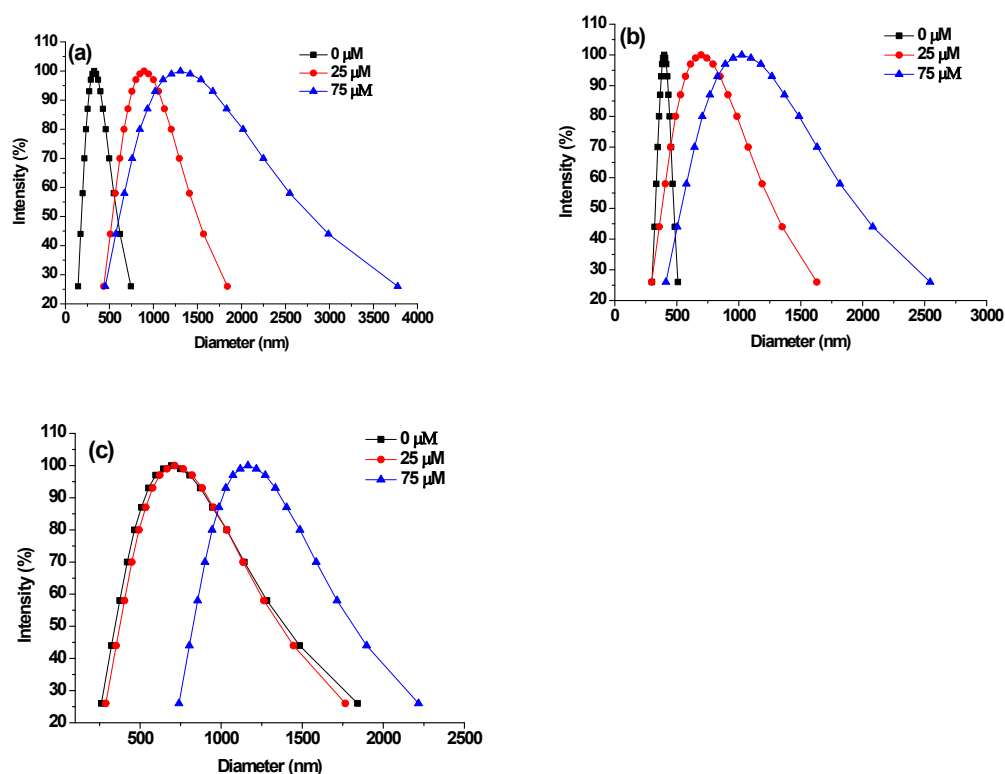 (a)
0 µM
25 µM
75 µM
110
100
90
80
70
60
50
40
30
20
Intensity (%)
0 500 1000 1500 2000 2500 3000 3500 4000
Diameter (nm)
(b)
0 µM
25 µM
75 µM
110
100
90
80
70
60
50
40
30
20
Intensity (%)
0 500 1000 1500 2000 2500 3000
Diameter (nm)
(c)
0 µM
25 µM
75 µM
110
100
90
80
70
60
50
40
30
20
Intensity (%)
500 1000 1500 2000 2500
Diameter (nm)